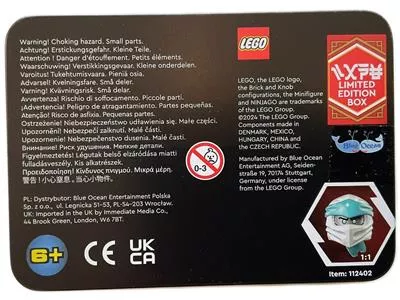 Warning! Choking hazard. Small parts.
Achtung! Erstickungsgefahr. Kleine Teile.
Attention ! Danger d'étouffement. Petits éléments.
Waarschuwing! Verstikkingsgevaar. Kleine onderdelen.
Varoitus! Tukehtumisvaara. Pieniä osia.
Advarsel! Kvælningsfare. Små dele.
Varning! Kvävningsrisk. Små delar.
Avvertenza! Rischio di soffocamento. Piccole parti.
¡Advertencia! Peligro de atragantamiento. Partes pequeñas.
Atenção! Risco de asfixia. Peças pequenas.
Ostrzeżenie! Niebezpieczeństwo zadławienia. Małe części.
Upozornění! Nebezpečí zalknutí. Malé části.
Upozornenie! Nebezpečenstvo dusenia. Malé časti.
Внимание! Риск удушения. Мелкие детали.
Figyelmeztetés! Légutak belső elzáródása miatti
fulladásveszély. Kis alkatrészek.
Προειδοποίηση! Κίνδυνος πνιγμού. Μικρά μέρη.
警告！小心窒息，当心小物件。
PL: Dystrybutor: Blue Ocean Entertainment Polska
Sp. z o.o., ul. Legnicka 51-53, PL-54-203 Wrocław.
UK: Imported in the UK by Immediate Media Co.,
44 Brook Green, London, W6 7BT.
6+
CE
UK
CA
0-3
LEGO
LEGO, the LEGO logo,
the Brick and Knob
configurations, the Minifigure
and NINJAGO are trademarks
of the LEGO Group.
©2024 The LEGO Group.
Components made in
DENMARK, MEXICO,
HUNGARY, CHINA and
the CZECH REPUBLIC.
Manufactured by Blue Ocean
Entertainment AG, Seiden-
straße 19, 70174 Stuttgart,
Germany, under license
from the LEGO Group.
LIMITED
EDITION
BOX
Blue Ocean
1:1
Item: 112402